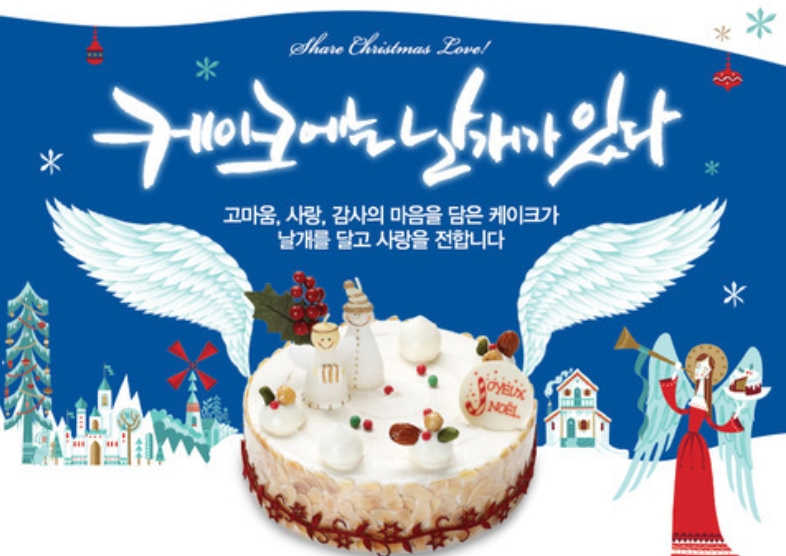 Share Christmas Love!
케이크에는 날개가 있다
고마움, 사랑, 감사의 마음을 담은 케이크가
날개를 달고 사랑을 전합니다
JOYEUX
NOËL